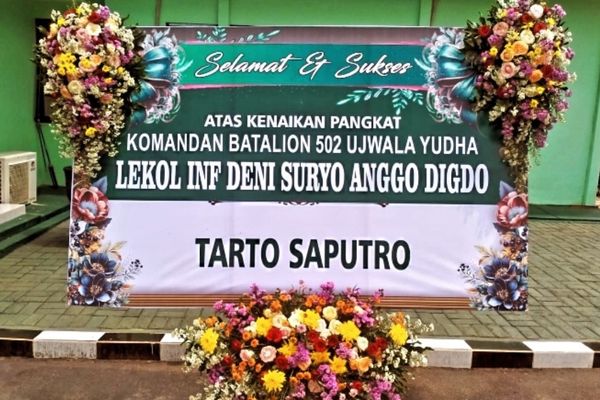 Selamat & Sukses
ATAS KENAIKAN PANGKAT
KOMANDAN BATALION 502 UJWALA YUDHA
LEKOL INF DENI SURYO ANGGO DIGDO
TARTO SAPUTRO